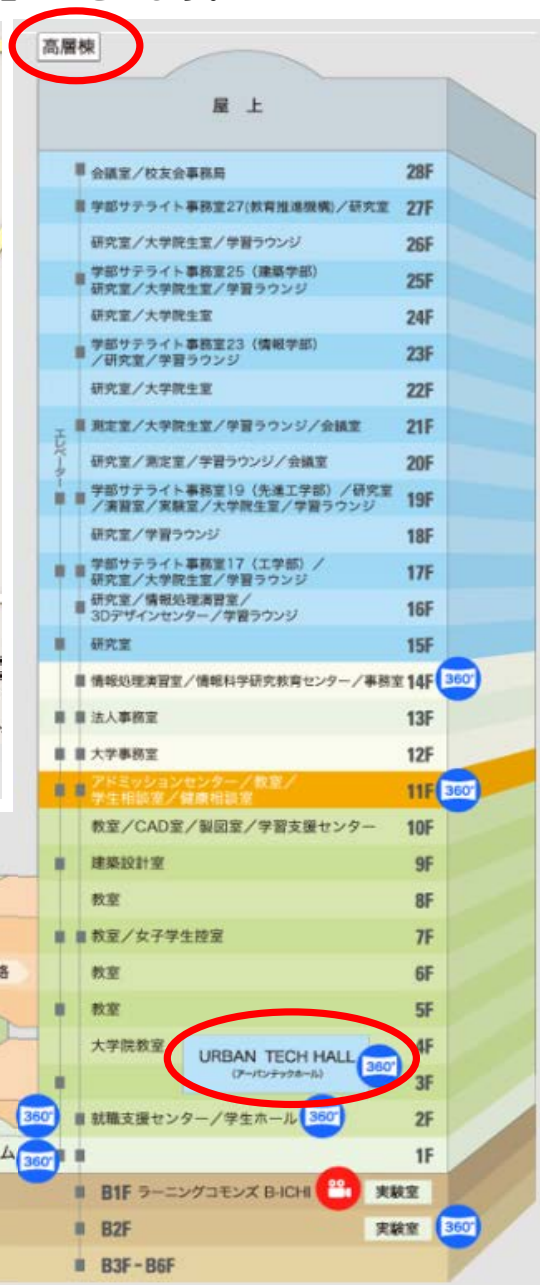 高層棟
屋 上
会議室／校友会事務局 28F
学部サテライト事務室27(教育推進機構)／研究室 27F
研究室／大学院生室／学習ラウンジ 26F
学部サテライト事務室25（建築学部）
研究室／大学院生室／学習ラウンジ 25F
研究室／大学院生室 24F
学部サテライト事務室23（情報学部）
／研究室／学習ラウンジ 23F
研究室／大学院生室 22F
測定室／大学院生室／学習ラウンジ／会議室 21F
エレベーター
研究室／測定室／学習ラウンジ／会議室 20F
学部サテライト事務室19（先進工学部）／研究室
／演習室／実験室／大学院生室／学習ラウンジ 19F
研究室／学習ラウンジ 18F
学部サテライト事務室17（工学部）／
研究室／大学院生室／学習ラウンジ 17F
研究室／情報処理演習室／
3Dデザインセンター／学習ラウンジ 16F
研究室 15F
情報処理演習室／情報科学研究教育センター／事務室 14F 360°
法人事務室 13F
大学事務室 12F
アドミッションセンター／教室／
学生相談室／健康相談室 11F 360°
教室／CAD室／製図室／学習支援センター 10F
建築設計室 9F
教室 8F
教室／女子学生控室 7F
教室 6F
教室 5F
大学院教室 4F
URBAN TECH HALL 360°
(アーバンテックホール)
3F
360° 就職支援センター／学生ホール 360° 2F
ム 360° 1F
B1F ラーニングコモンズ B-ICHI 実験室
B2F 実験室 360°
B3F-B6F